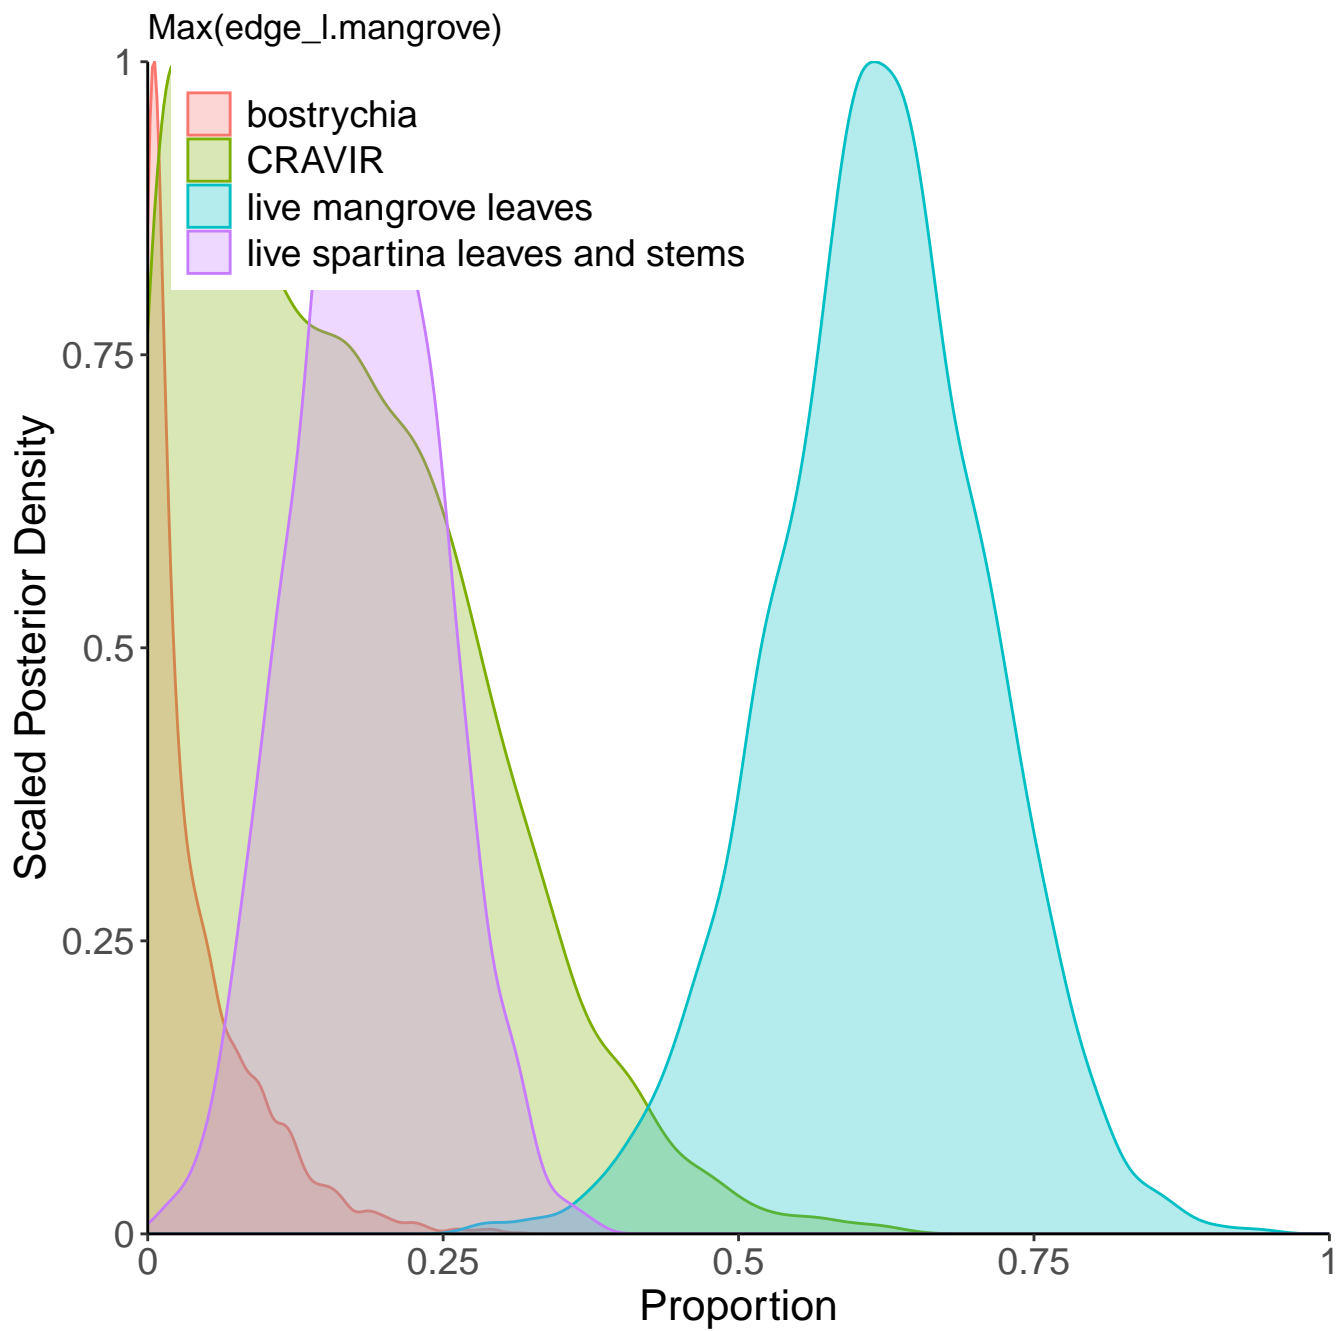 Max(edge_l.mangrove)
bostrychia
CRAVIR
live mangrove leaves
live spartina leaves and stems
1
0.75
0.5
0.25
0
Scaled Posterior Density
0 0.25 0.5 0.75 1
Proportion